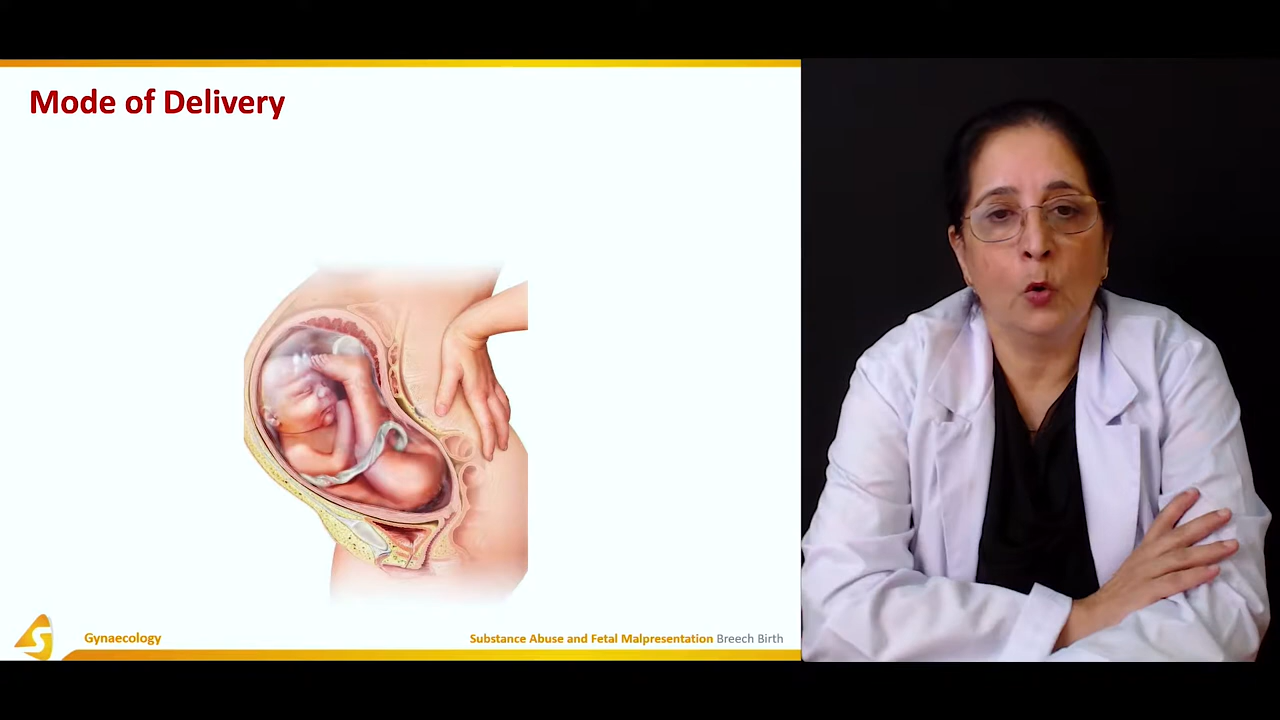 Mode of Delivery
Gynaecology
Substance Abuse and Fetal Malpresentation Breech Birth